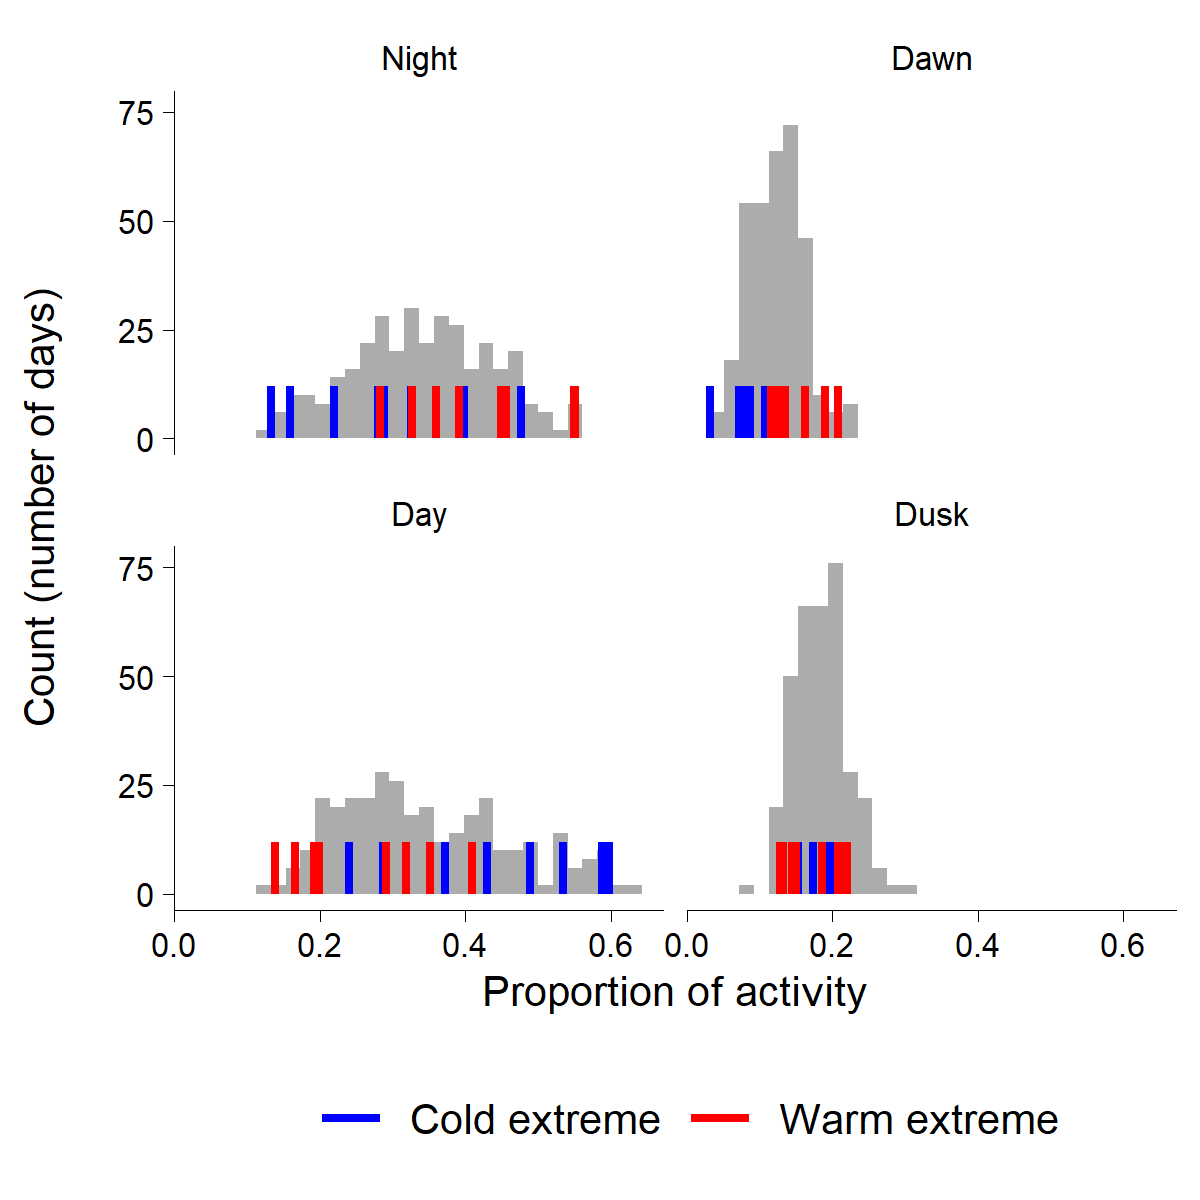 Night
Dawn
75
50
25
0
Day
Dusk
75
50
25
0
0.0 0.2 0.4 0.6 0.0 0.2 0.4 0.6
Proportion of activity
Count (number of days)
Cold extreme
Warm extreme